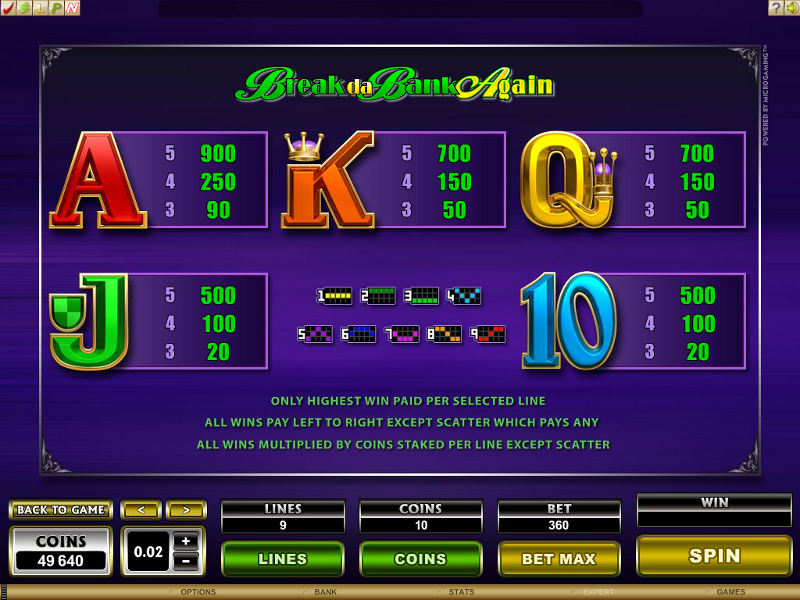 Break da Bank Again
POWERED BY MICROGAMING™
A 5 900
4 250
3 90
K 5 700
4 150
3 50
Q 5 700
4 150
3 50
J 5 500
4 100
3 20
1 2 3 4
5 6 7 8 9
10 5 500
4 100
3 20
ONLY HIGHEST WIN PAID PER SELECTED LINE
ALL WINS PAY LEFT TO RIGHT EXCEPT SCATTER WHICH PAYS ANY
ALL WINS MULTIPLIED BY COINS STAKED PER LINE EXCEPT SCATTER
BACK TO GAME < >
COINS
49 640
0.02 + −
LINES
9
LINES
COINS
10
COINS
BET
360
BET MAX
WIN
SPIN
OPTIONS BANK STATS EXPERT GAMES